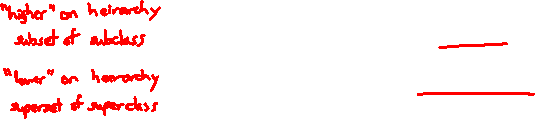 "higher" on heirarchy
subset of subclass
"lower" on heirarchy
superset of superclass